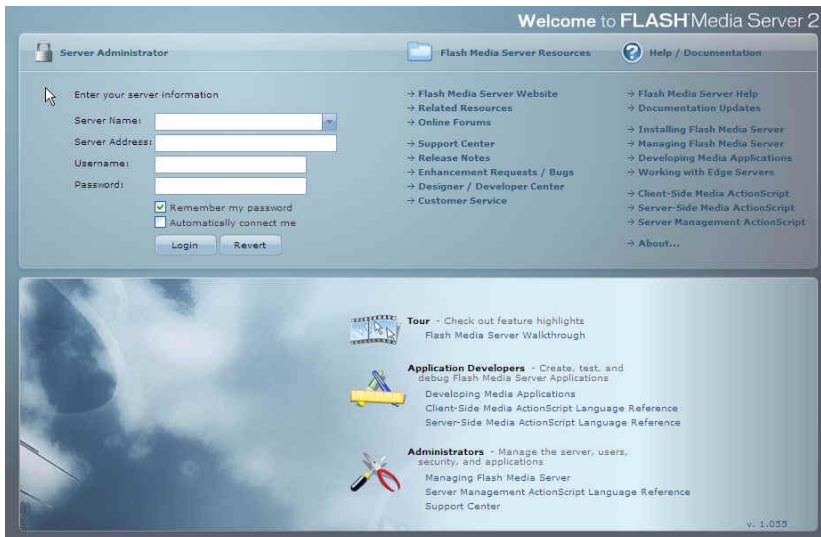 Welcome to FLASH Media Server 2
Server Administrator
Flash Media Server Resources
Help / Documentation
Enter your server information
Server Name:
Server Address:
Username:
Password:
Remember my password
Automatically connect me
Login
Revert
→ Flash Media Server Website
→ Related Resources
→ Online Forums
→ Support Center
→ Release Notes
→ Enhancement Requests / Bugs
→ Designer / Developer Center
→ Customer Service
→ Flash Media Server Help
→ Documentation Updates
→ Installing Flash Media Server
→ Managing Flash Media Server
→ Developing Media Applications
→ Working with Edge Servers
→ Client-Side Media ActionScript
→ Server-Side Media ActionScript
→ Server Management ActionScript
→ About...
Tour - Check out feature highlights
Flash Media Server Walkthrough
Application Developers - Create, test, and
debug Flash Media Server Applications
Developing Media Applications
Client-Side Media ActionScript Language Reference
Server-Side Media ActionScript Language Reference
Administrators - Manage the server, users,
security, and applications
Managing Flash Media Server
Server Management ActionScript Language Reference
Support Center
v. 1.055